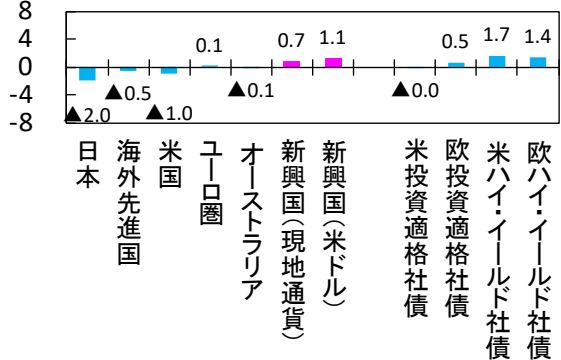 8
4
0
-4
-8
▲2.0
▲0.5
▲1.0
0.1
▲0.1
0.7
1.1
▲0.0
0.5
1.7
1.4
日本
海外先進国
米国
ユーロ圏
オーストラリア
新興国(現地通貨)
新興国(米ドル)
米投資適格社債
欧投資適格社債
米ハイ・イールド社債
欧ハイ・イールド社債